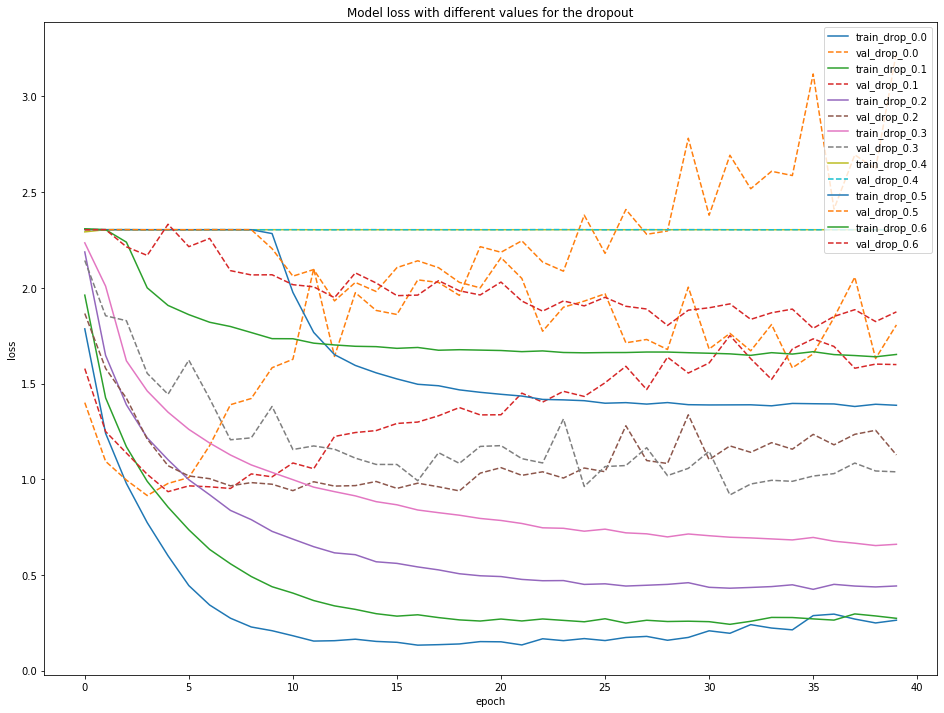 Model loss with different values for the dropout
train_drop_0.0
val_drop_0.0
train_drop_0.1
val_drop_0.1
train_drop_0.2
val_drop_0.2
train_drop_0.3
val_drop_0.3
train_drop_0.4
val_drop_0.4
train_drop_0.5
val_drop_0.5
train_drop_0.6
val_drop_0.6
3.0
2.5
2.0
1.5
1.0
0.5
0.0
loss
0 5 10 15 20 25 30 35 40
epoch